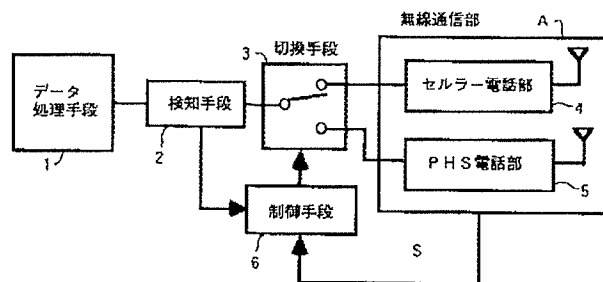 無線通信部
A
切換手段
3
データ
処理手段
1
検知手段
2
セルラー電話部
4
PHS電話部
5
制御手段
6
S